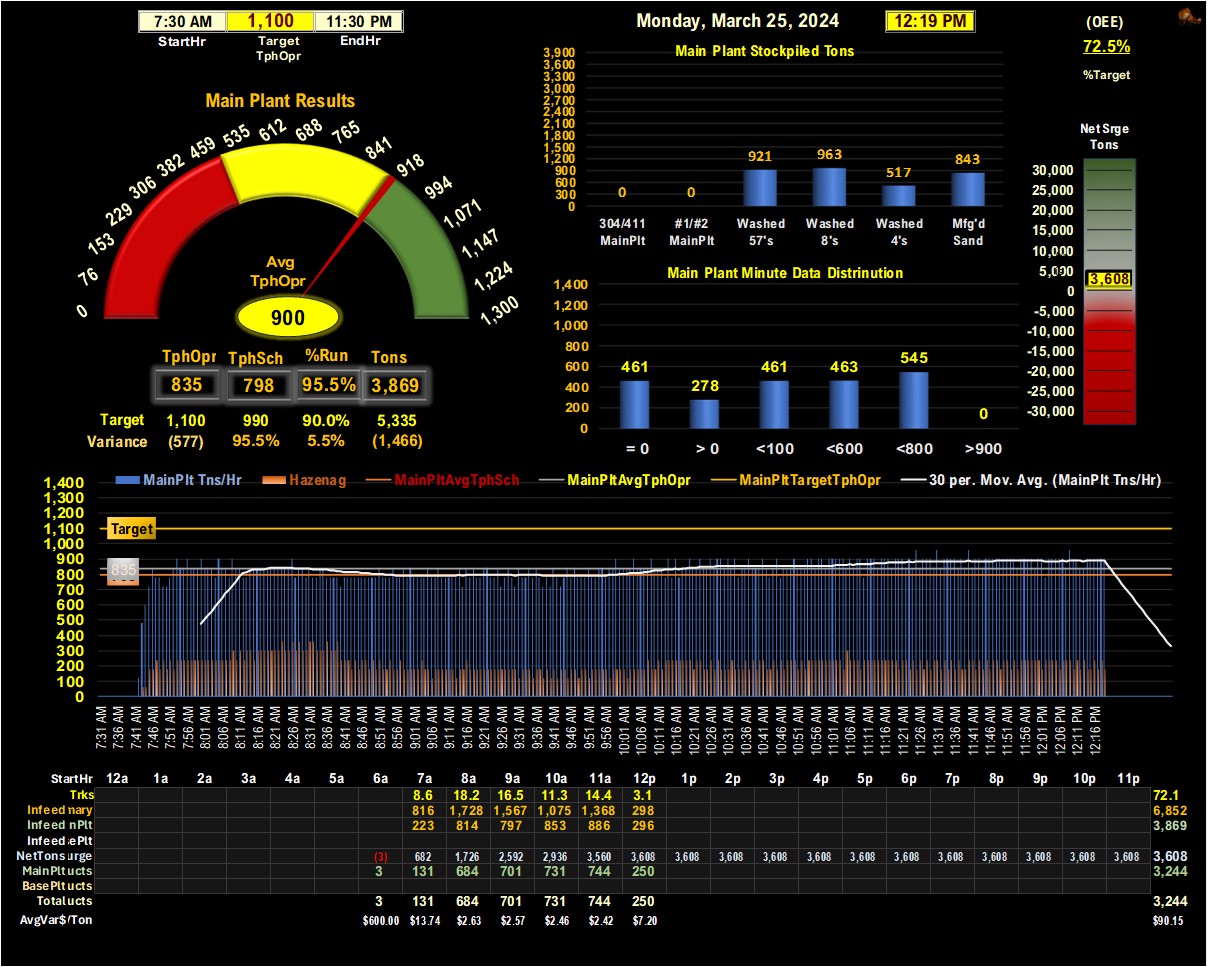 7:30 AM 1,100 11:30 PM
StartHr Target TphOpr EndHr
Monday, March 25, 2024 12:19 PM
(OEE)
72.5%
%Target
Main Plant Results
0 76 153 229 306 382 459 535 612 688 765 841 918 994 1,071 1,147 1,224 1,300
Avg
TphOpr
900
TphOpr TphSch %Run Tons
835 798 95.5% 3,869
Target 1,100 990 90.0% 5,335
Variance (577) 95.5% 5.5% (1,466)
Main Plant Stockpiled Tons
3,900
3,600
3,300
3,000
2,700
2,400
2,100
1,800
1,500
1,200
900
600
300
0
0 0 921 963 517 843
304/411 #1/#2 Washed Washed Washed Mfg'd
MainPlt MainPlt 57's 8's 4's Sand
Main Plant Minute Data Distrinution
1,400
1,200
1,000
800
600
400
200
0
461 278 461 463 545 0
= 0 > 0 <100 <600 <800 >900
Net Srge
Tons
30,000
25,000
20,000
15,000
10,000
5,000
3,608
0
-5,000
-10,000
-15,000
-20,000
-25,000
-30,000
MainPlt Tns/Hr Hazenag MainPltAvgTphSch MainPltAvgTphOpr MainPltTargetTphOpr 30 per. Mov. Avg. (MainPlt Tns/Hr)
1,400
1,300
1,200
1,100
1,000
900
800
700
600
500
400
300
200
100
0
Target
835
7:31 AM 7:36 AM 7:41 AM 7:46 AM 7:51 AM 7:56 AM 8:01 AM 8:06 AM 8:11 AM 8:16 AM 8:21 AM 8:26 AM 8:31 AM 8:36 AM 8:41 AM 8:46 AM 8:51 AM 8:56 AM 9:01 AM 9:06 AM 9:11 AM 9:16 AM 9:21 AM 9:26 AM 9:31 AM 9:36 AM 9:41 AM 9:46 AM 9:51 AM 9:56 AM 10:01 AM 10:06 AM 10:11 AM 10:16 AM 10:21 AM 10:26 AM 10:31 AM 10:36 AM 10:41 AM 10:46 AM 10:51 AM 10:56 AM 11:01 AM 11:06 AM 11:11 AM 11:16 AM 11:21 AM 11:26 AM 11:31 AM 11:36 AM 11:41 AM 11:46 AM 11:51 AM 11:56 AM 12:01 PM 12:06 PM 12:11 PM 12:16 PM
StartHr 12a 1a 2a 3a 4a 5a 6a 7a 8a 9a 10a 11a 12p 1p 2p 3p 4p 5p 6p 7p 8p 9p 10p 11p
Trks 8.6 18.2 16.5 11.3 14.4 3.1 72.1
Infeed nary 816 1,728 1,567 1,075 1,368 298 6,852
Infeed nPlt 223 814 797 853 886 296 3,869
Infeed ePlt
NetTons urge (3) 682 1,726 2,592 2,936 3,560 3,608 3,608 3,608 3,608 3,608 3,608 3,608 3,608 3,608 3,608 3,608 3,608 3,608
MainPlt ucts 3 131 684 701 731 744 250 3,244
BasePlt ucts
Total ucts 3 131 684 701 731 744 250 3,244
AvgVar$/Ton $600.00 $13.74 $2.63 $2.57 $2.46 $2.42 $7.20 $90.15